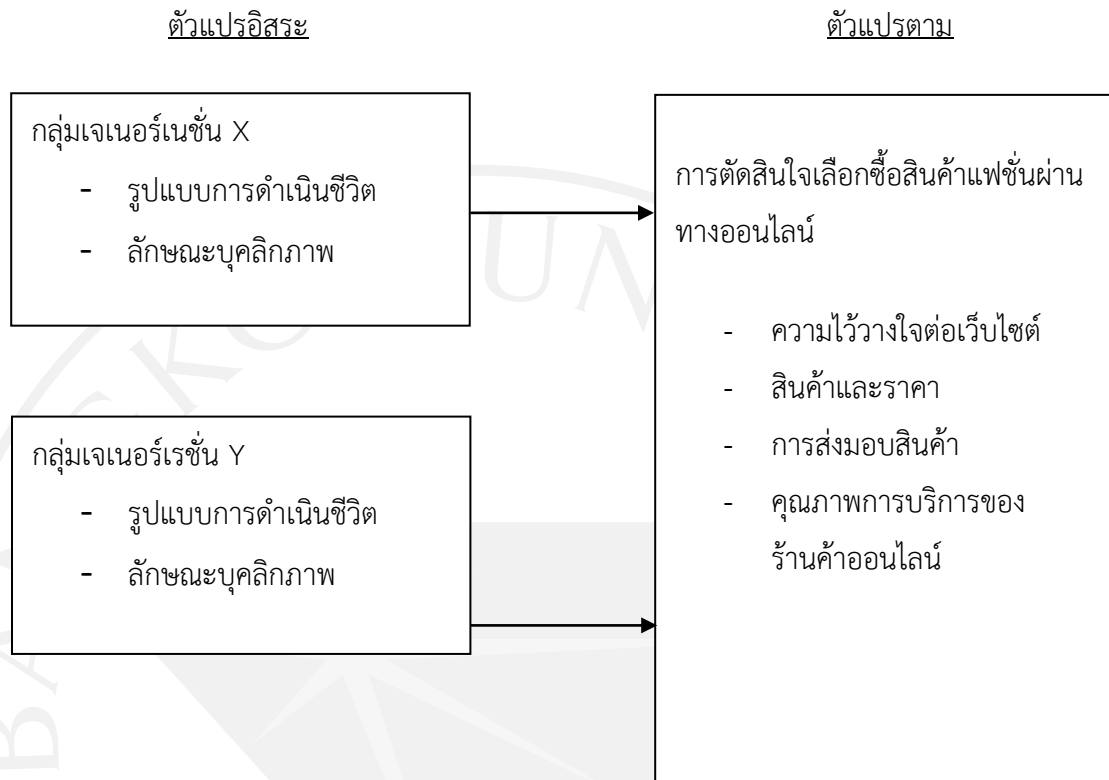 ตัวแปรอิสระ
ตัวแปรตาม
กลุ่มเจเนอร์เนชั่น X
- รูปแบบการดำเนินชีวิต
- ลักษณะบุคลิกภาพ
กลุ่มเจเนอร์เรชั่น Y
- รูปแบบการดำเนินชีวิต
- ลักษณะบุคลิกภาพ
การตัดสินใจเลือกซื้อสินค้าแฟชั่นผ่าน
ทางออนไลน์
- ความไว้วางใจต่อเว็บไซต์
- สินค้าและราคา
- การส่งมอบสินค้า
- คุณภาพการบริการของ
ร้านค้าออนไลน์